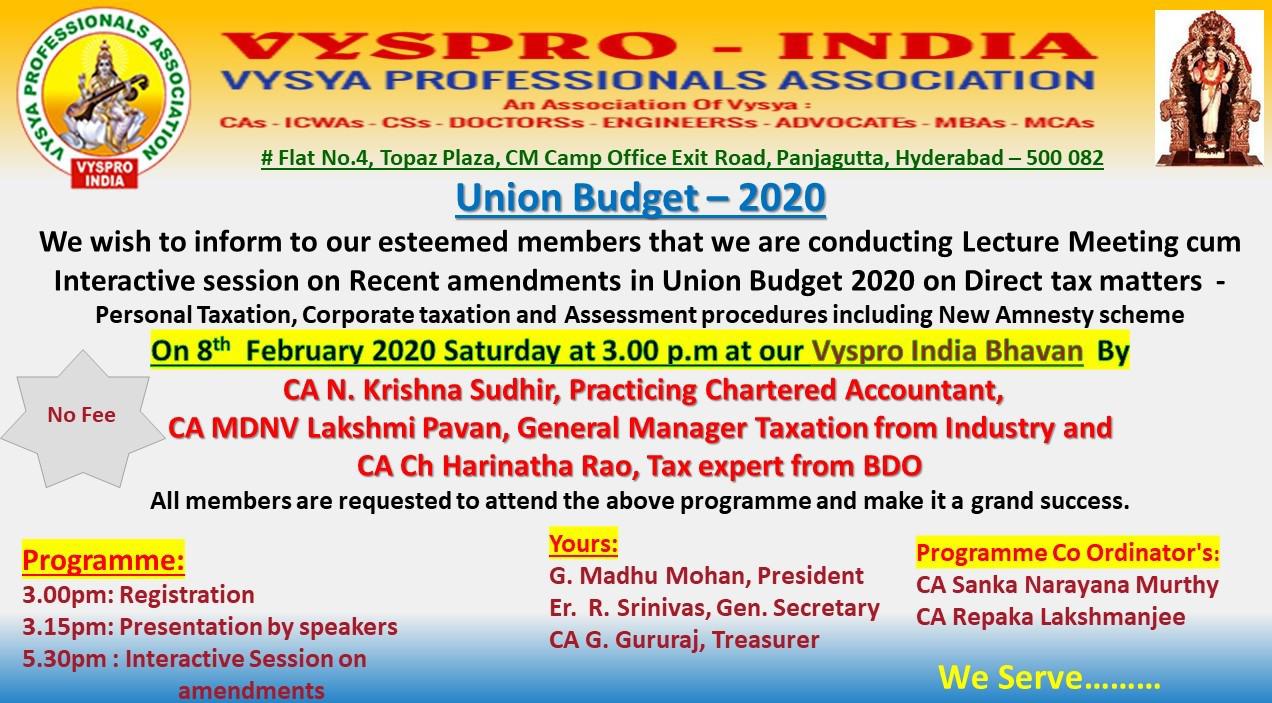 VYSYA PROFESSIONALS ASSOCIATION
VYSPRO
INDIA
VYSPRO - INDIA
VYSYA PROFESSIONALS ASSOCIATION
An Association Of Vysya :
CAs - ICWAs - CSs - DOCTORSs - ENGINEERSs - ADVOCATEs - MBAs - MCAs
# Flat No.4, Topaz Plaza, CM Camp Office Exit Road, Panjagutta, Hyderabad – 500 082
Union Budget – 2020
We wish to inform to our esteemed members that we are conducting Lecture Meeting cum
Interactive session on Recent amendments in Union Budget 2020 on Direct tax matters -
Personal Taxation, Corporate taxation and Assessment procedures including New Amnesty scheme
On 8th February 2020 Saturday at 3.00 p.m at our Vyspro India Bhavan By
CA N. Krishna Sudhir, Practicing Chartered Accountant,
No Fee
CA MDNV Lakshmi Pavan, General Manager Taxation from Industry and
CA Ch Harinatha Rao, Tax expert from BDO
All members are requested to attend the above programme and make it a grand success.
Programme:
3.00pm: Registration
3.15pm: Presentation by speakers
5.30pm : Interactive Session on
amendments
Yours:
G. Madhu Mohan, President
Er. R. Srinivas, Gen. Secretary
CA G. Gururaj, Treasurer
Programme Co Ordinator's:
CA Sanka Narayana Murthy
CA Repaka Lakshmanjee
We Serve.........